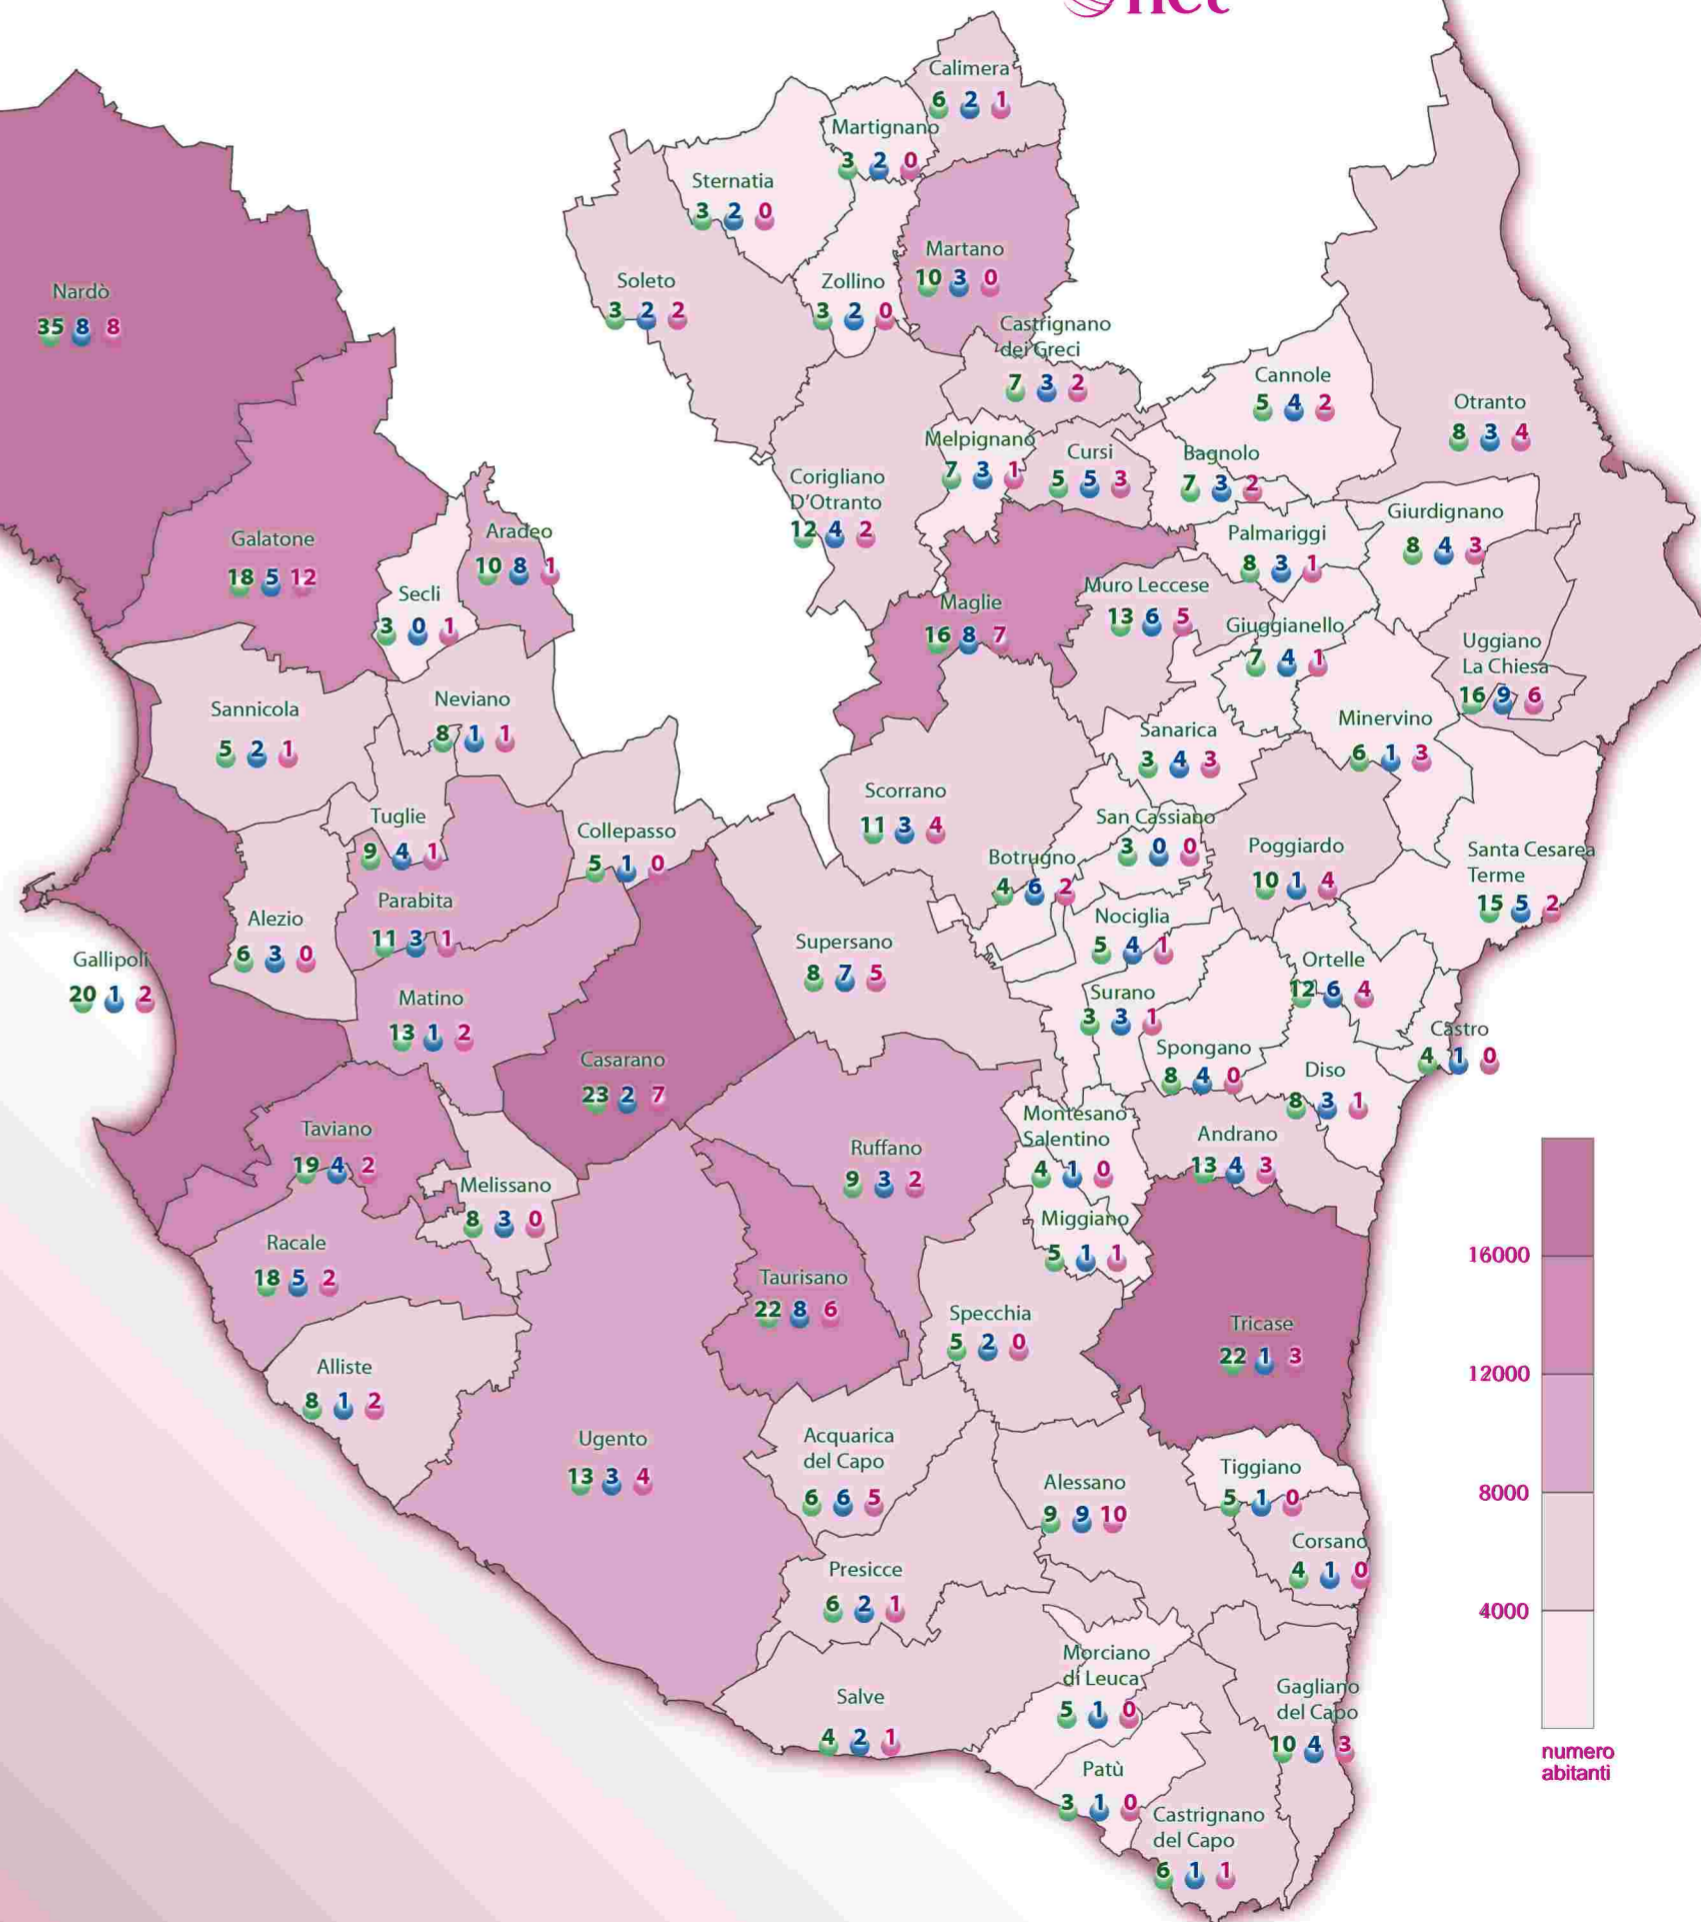 net
Calimera
6 2 1
Martignano
3 2 0
Sternatia
3 2 0
Martano
10 3 0
Soleto
3 2 2
Zollino
3 2 0
Nardò
35 8 8
Castrignano
dei Greci
7 3 2
Cannole
5 4 2
Otranto
8 3 4
Melpignano
7 3 1
Cursi
5 5 3
Bagnolo
7 3 2
Corigliano
D'Otranto
12 4 2
Giurdignano
8 4 3
Palmariggi
8 3 1
Galatone
18 5 12
Aradeo
10 8 1
Secli
3 0 1
Maglie
16 8 7
Muro Leccese
13 6 5
Giuggianello
7 4 1
Uggiano
La Chiesa
16 9 6
Sannicola
5 2 1
Neviano
8 1 1
Sanarica
3 4 3
Minervino
6 1 3
Scorrano
11 3 4
Tuglie
9 4 1
Collepasso
5 1 0
San Cassiano
3 0 0
Botrugno
4 6 2
Poggiardo
10 1 4
Santa Cesarea
Terme
15 5 2
Parabita
11 3 1
Alezio
6 3 0
Gallipoli
20 1 2
Nociglia
5 4 1
Supersano
8 7 5
Ortelle
12 6 4
Matino
13 1 2
Surano
3 3 1
Castro
4 1 0
Casarano
23 2 7
Spongano
8 4 0
Diso
8 3 1
Taviano
19 4 2
Montesano
Salentino
4 1 0
Andrano
13 4 3
Ruffano
9 3 2
Melissano
8 3 0
Miggiano
5 1 1
Racale
18 5 2
Taurisano
22 8 6
Specchia
5 2 0
Tricase
22 1 3
Alliste
8 1 2
Ugento
13 3 4
Acquarica
del Capo
6 6 5
Alessano
9 9 10
Tiggiano
5 1 0
Corsano
4 1 0
Presicce
6 2 1
Morciano
di Leuca
5 1 0
Salve
4 2 1
Gagliano
del Capo
10 4 3
Patù
3 1 0
Castrignano
del Capo
6 1 1
16000
12000
8000
4000
numero
abitanti